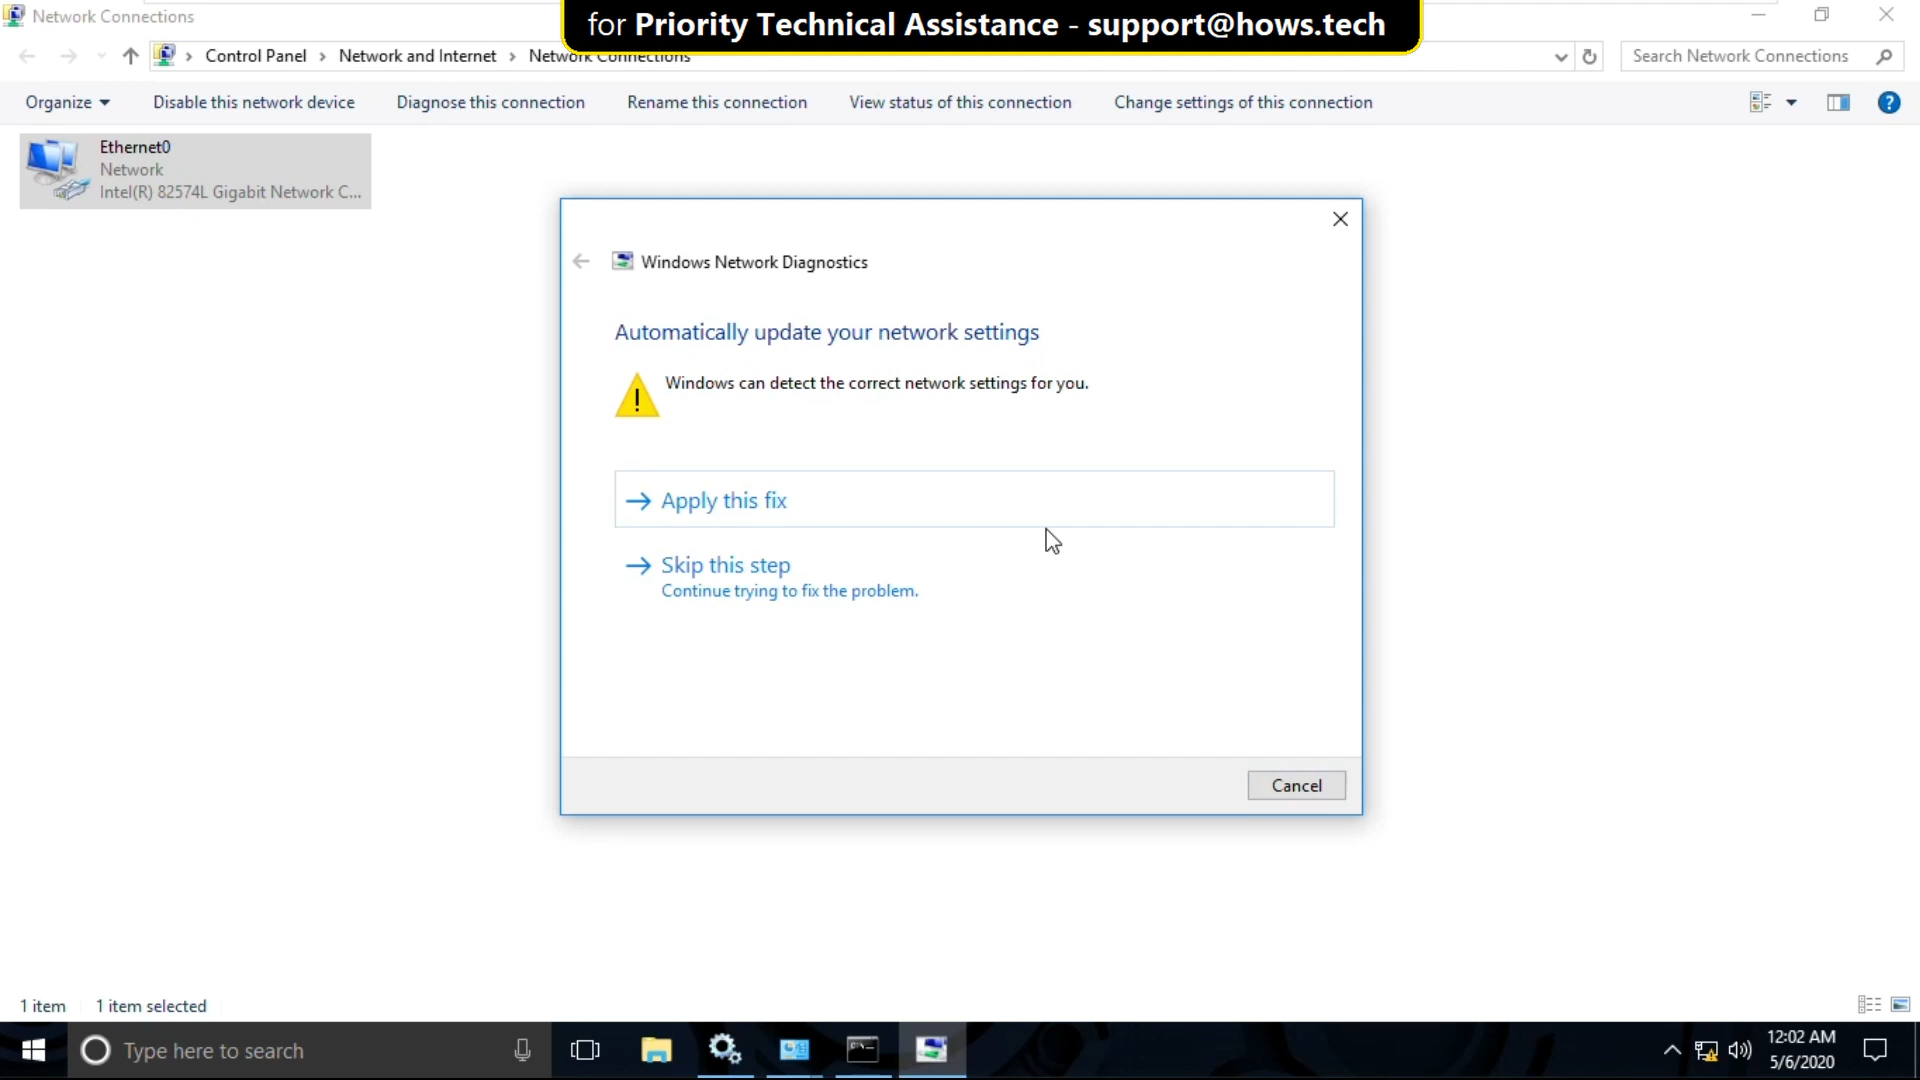 Network Connections
for Priority Technical Assistance - support@hows.tech
Control Panel > Network and Internet > Network Connections
Search Network Connections
Organize
Disable this network device
Diagnose this connection
Rename this connection
View status of this connection
Change settings of this connection
?
Ethernet0
Network
Intel(R) 82574L Gigabit Network C...
Windows Network Diagnostics
Automatically update your network settings
! Windows can detect the correct network settings for you.
Apply this fix
Skip this step
Continue trying to fix the problem.
Cancel
1 item
1 item selected
Type here to search
12:02 AM
5/6/2020